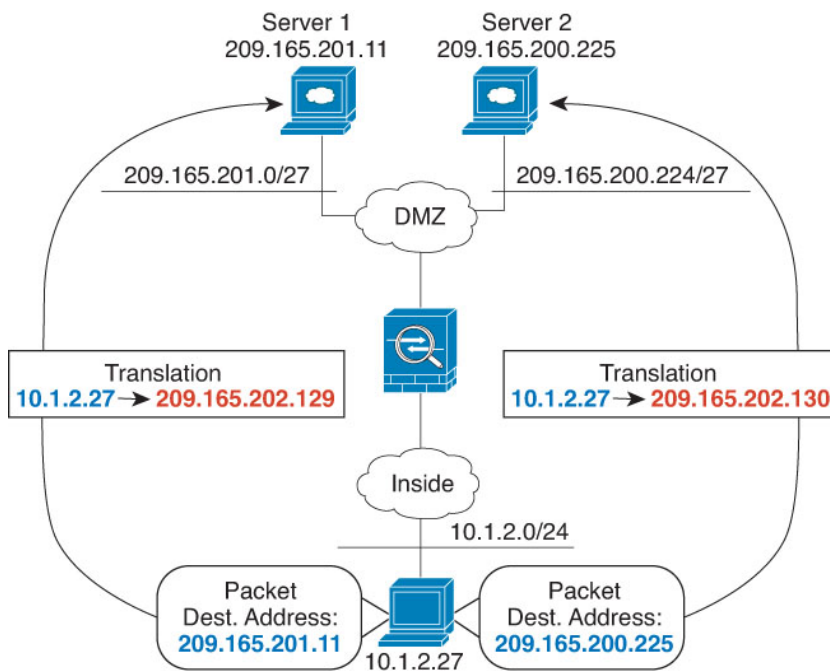 Server 1
209.165.201.11
Server 2
209.165.200.225
209.165.201.0/27
209.165.200.224/27
DMZ
Translation
10.1.2.27 209.165.202.129
Translation
10.1.2.27 209.165.202.130
Inside
10.1.2.0/24
Packet
Dest. Address:
209.165.201.11
Packet
Dest. Address:
209.165.200.225
10.1.2.27